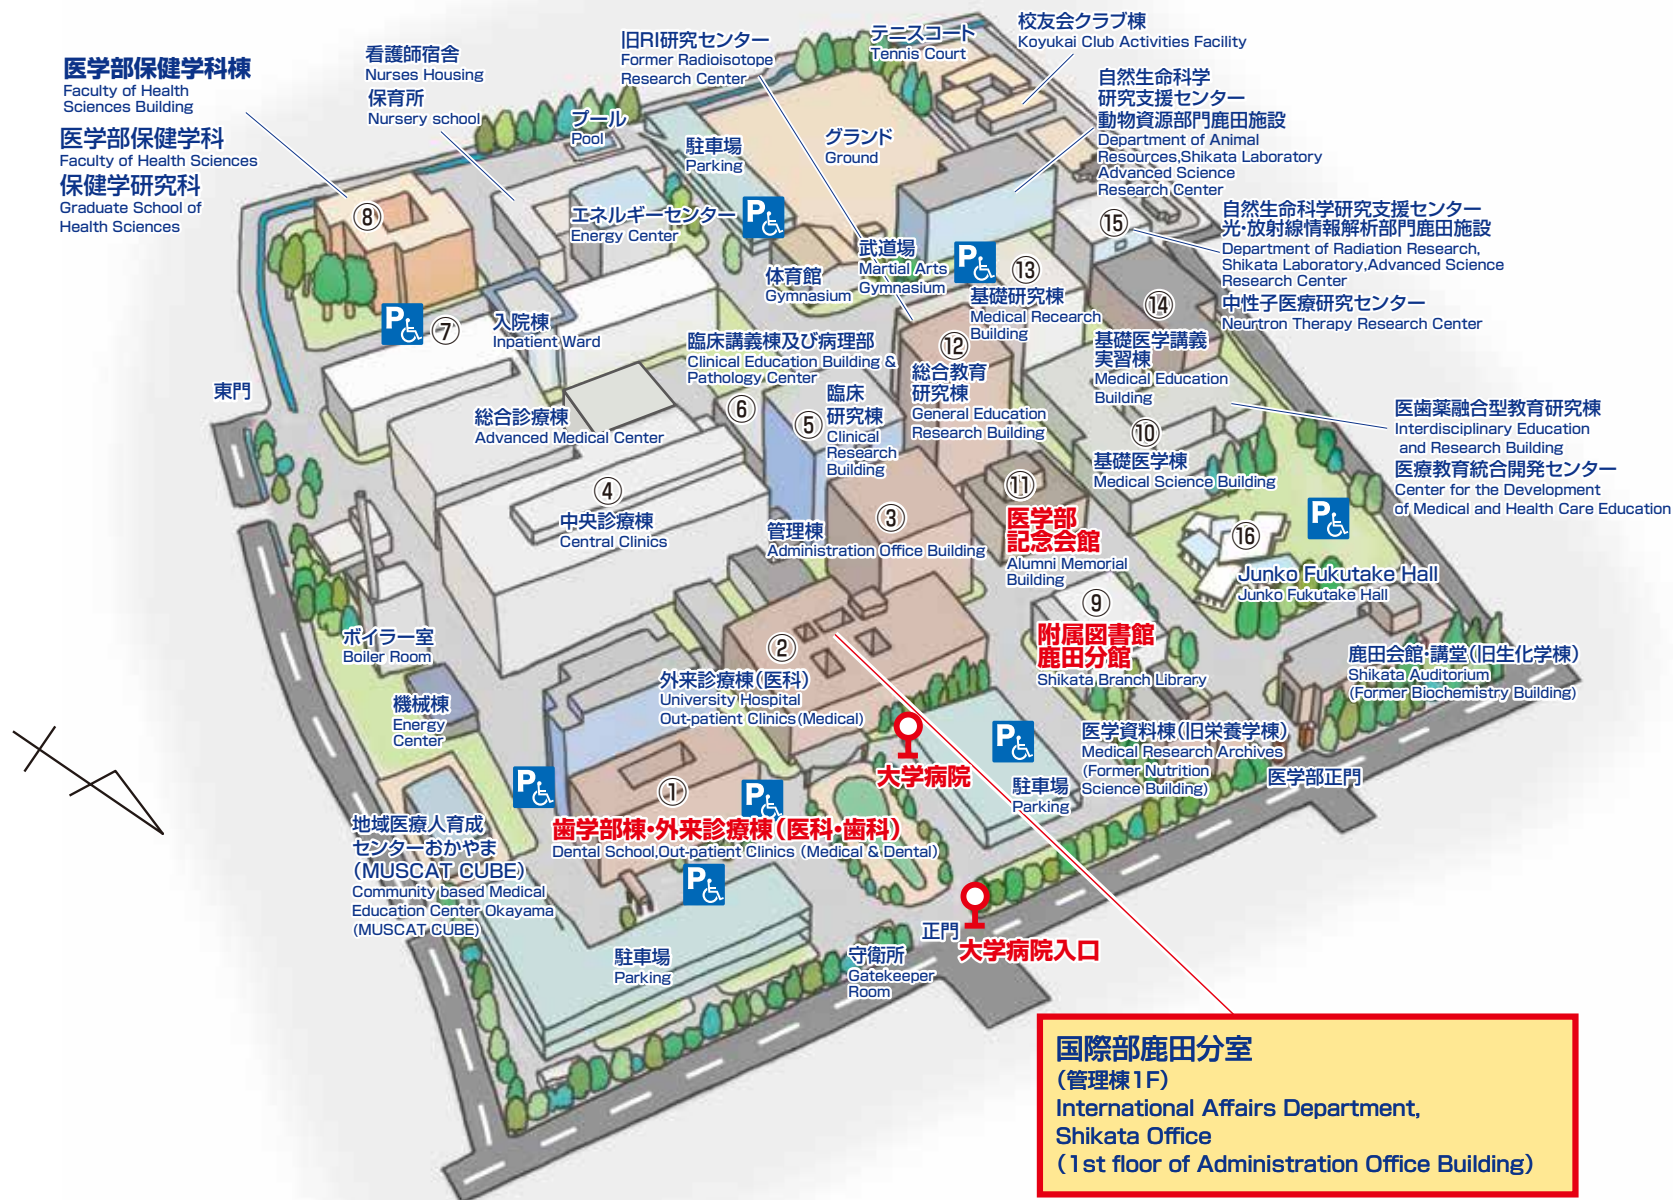 医学部保健学科棟
Faculty of Health
Sciences Building
医学部保健学科
Faculty of Health Sciences
保健学研究科
Graduate School of
Health Sciences
看護師宿舎
Nurses Housing
保育所
Nursery school
プール
Pool
旧RI研究センター
Former Radioisotope
Research Center
駐車場
Parking
テニスコート
Tennis Court
グランド
Ground
校友会クラブ棟
Koyukai Club Activities Facility
自然生命科学
研究支援センター
動物資源部門鹿田施設
Department of Animal
Resources,Shikata Laboratory
Advanced Science
Research Center
⑮
自然生命科学研究支援センター
光・放射線情報解析部門鹿田施設
Department of Radiation Research,
Shikata Laboratory,Advanced Science
Research Center
中性子医療研究センター
Neurtron Therapy Research Center
⑧
エネルギーセンター
Energy Center
P
体育館
Gymnasium
武道場
Martial Arts
Gymnasium
P
⑬
基礎研究棟
Medical Recearch
Building
⑭
基礎医学講義
実習棟
Medical Education
Building
P
⑦
入院棟
Inpatient Ward
東門
臨床講義棟及び病理部
Clinical Education Building &
Pathology Center
⑥
⑤
臨床
研究棟
Clinical
Research
Building
⑫
総合教育
研究棟
General Education
Research Building
⑩
基礎医学棟
Medical Science Building
医歯薬融合型教育研究棟
Interdisciplinary Education
and Research Building
医療教育統合開発センター
Center for the Development
of Medical and Health Care Education
総合診療棟
Advanced Medical Center
④
中央診療棟
Central Clinics
管理棟
Administration Office Building
③
⑪
医学部
記念会館
Alumni Memorial
Building
P
⑯
Junko Fukutake Hall
Junko Fukutake Hall
⑨
附属図書館
鹿田分館
Shikata Branch Library
鹿田会館・講堂(旧生化学棟)
Shikata Auditorium
(Former Biochemistry Building)
ボイラー室
Boiler Room
機械棟
Energy
Center
②
外来診療棟(医科)
University Hospital
Out-patient Clinics(Medical)
大学病院
P
駐車場
Parking
医学資料棟(旧栄養学棟)
Medical Research Archives
(Former Nutrition
Science Building)
医学部正門
P
①
P
歯学部棟・外来診療棟(医科・歯科)
Dental School,Out-patient Clinics (Medical & Dental)
P
地域医療人育成
センターおかやま
(MUSCAT CUBE)
Community based Medical
Education Center Okayama
(MUSCAT CUBE)
駐車場
Parking
守衛所
Gatekeeper
Room
正門
大学病院入口
国際部鹿田分室
(管理棟1F)
International Affairs Department,
Shikata Office
(1st floor of Administration Office Building)